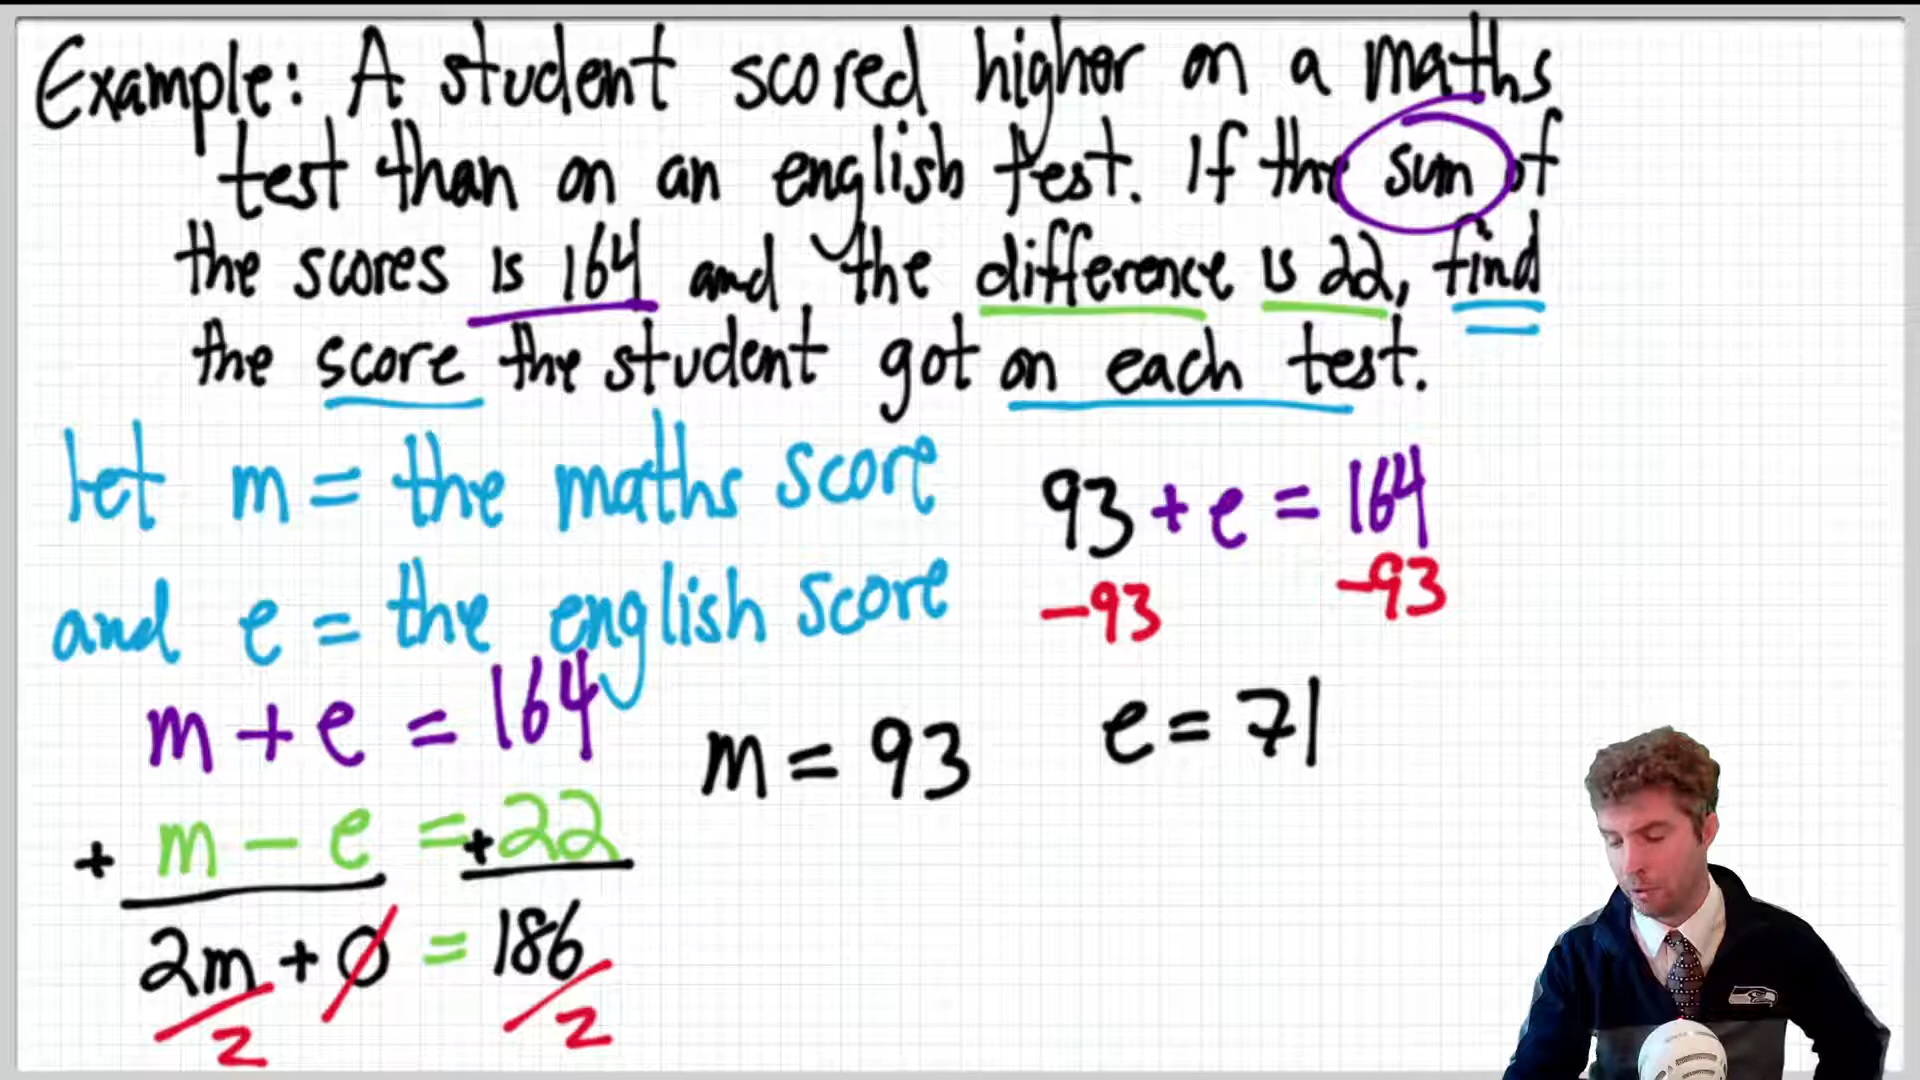 Example: A student scored higher on a maths
test than on an english test. If the sum of
the scores is 164 and the difference is 22, find
the score the student got on each test.
let m = the maths score
and e = the english score
m + e = 164
+ m - e = + 22
2m + 0 = 186
2 2
m = 93
93 + e = 164
-93 -93
e = 71